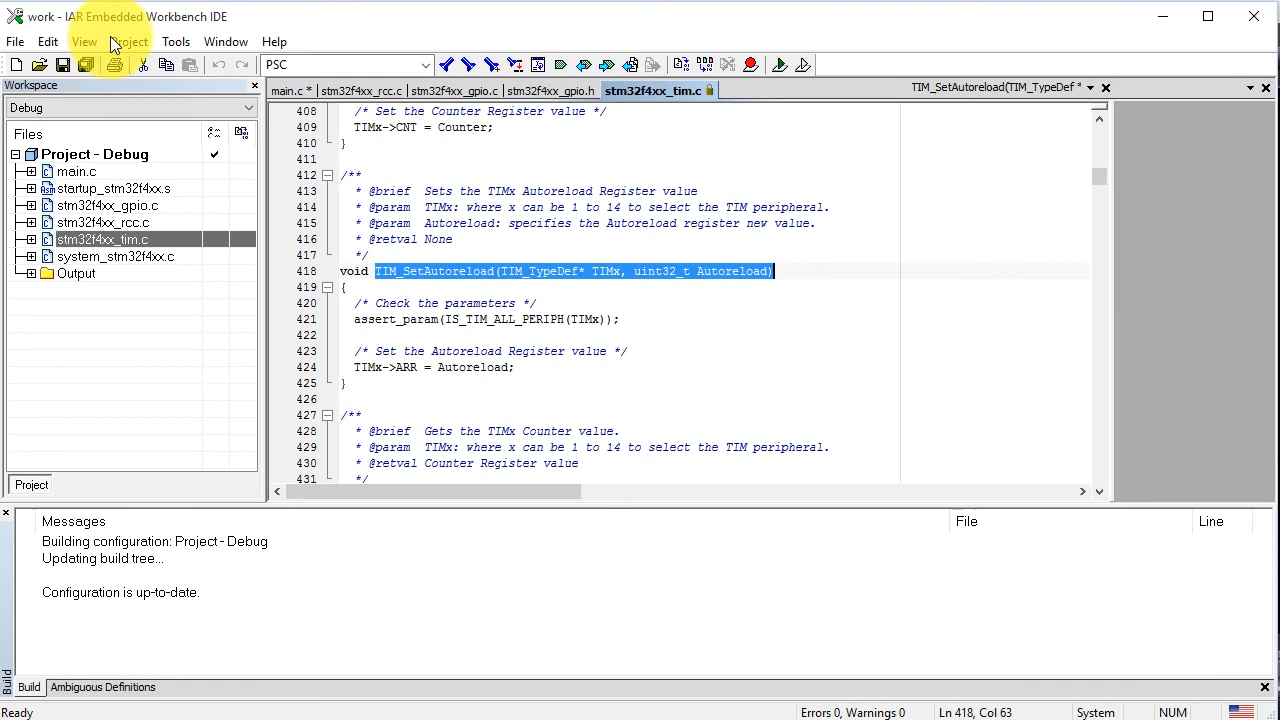 work - IAR Embedded Workbench IDE
File Edit View Project Tools Window Help
PSC
Workspace
main.c * stm32f4xx_rcc.c stm32f4xx_gpio.c stm32f4xx_gpio.h stm32f4xx_tim.c TIM_SetAutoreload(TIM_TypeDef *
Debug
Files
Project - Debug
main.c
startup_stm32f4xx.s
stm32f4xx_gpio.c
stm32f4xx_rcc.c
stm32f4xx_tim.c
system_stm32f4xx.c
Output
Project
408 /* Set the Counter Register value */
409 TIMx->CNT = Counter;
410 }
411
412 /**
413 * @brief Sets the TIMx Autoreload Register value
414 * @param TIMx: where x can be 1 to 14 to select the TIM peripheral.
415 * @param Autoreload: specifies the Autoreload register new value.
416 * @retval None
417 */
418 void TIM_SetAutoreload(TIM_TypeDef* TIMx, uint32_t Autoreload)
419 {
420 /* Check the parameters */
421 assert_param(IS_TIM_ALL_PERIPH(TIMx));
422
423 /* Set the Autoreload Register value */
424 TIMx->ARR = Autoreload;
425 }
426
427 /**
428 * @brief Gets the TIMx Counter value.
429 * @param TIMx: where x can be 1 to 14 to select the TIM peripheral.
430 * @retval Counter Register value
431 */
Messages File Line
Building configuration: Project - Debug
Updating build tree...
Configuration is up-to-date.
Build
Build Ambiguous Definitions
Ready Errors 0, Warnings 0 Ln 418, Col 63 System NUM